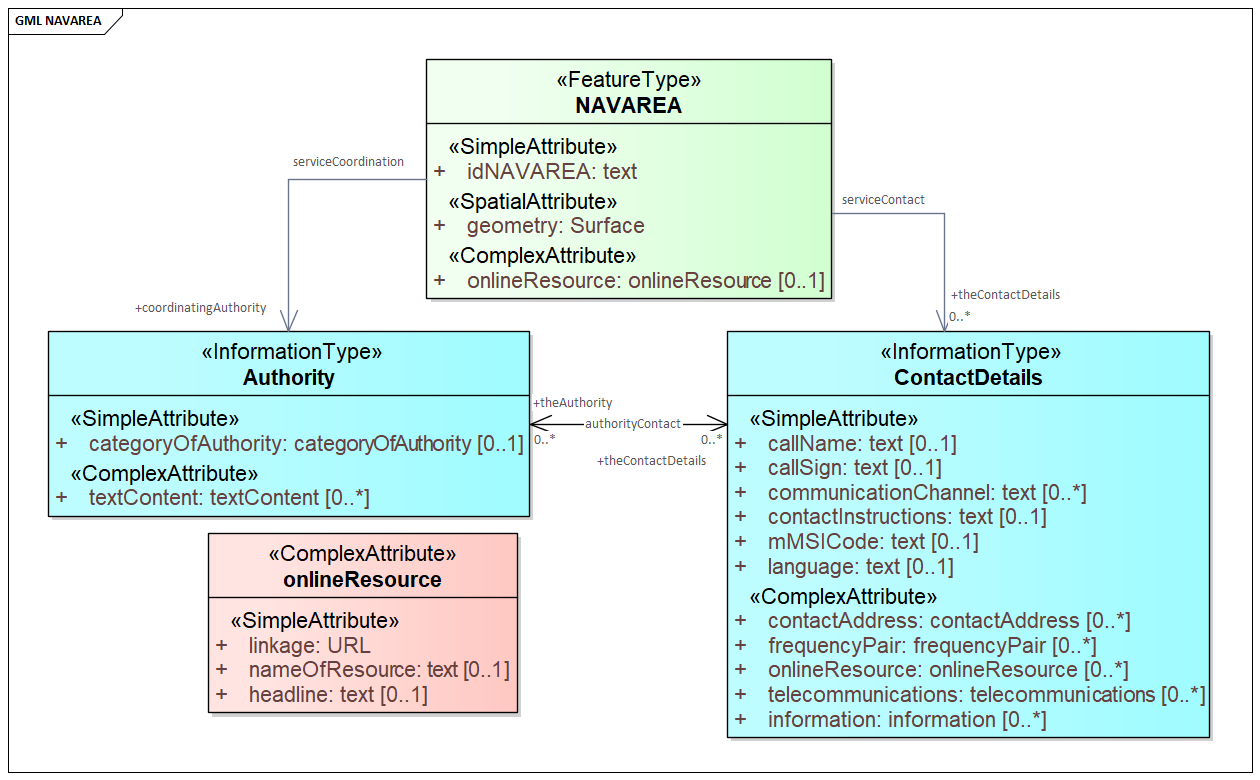 GML NAVAREA
«FeatureType»
NAVAREA
«SimpleAttribute»
+ idNAVAREA: text
«SpatialAttribute»
+ geometry: Surface
«ComplexAttribute»
+ onlineResource: onlineResource [0..1]
serviceCoordination
+coordinatingAuthority
serviceContact
+theContactDetails
0..*
«InformationType»
Authority
«SimpleAttribute»
+ categoryOfAuthority: categoryOfAuthority [0..1]
«ComplexAttribute»
+ textContent: textContent [0..*]
+theAuthority
authorityContact
0..*
0..*
+theContactDetails
«InformationType»
ContactDetails
«SimpleAttribute»
+ callName: text [0..1]
+ callSign: text [0..1]
+ communicationChannel: text [0..*]
+ contactInstructions: text [0..1]
+ mMSICode: text [0..1]
+ language: text [0..1]
«ComplexAttribute»
+ contactAddress: contactAddress [0..*]
+ frequencyPair: frequencyPair [0..*]
+ onlineResource: onlineResource [0..*]
+ telecommunications: telecommunications [0..*]
+ information: information [0..*]
«ComplexAttribute»
onlineResource
«SimpleAttribute»
+ linkage: URL
+ nameOfResource: text [0..1]
+ headline: text [0..1]